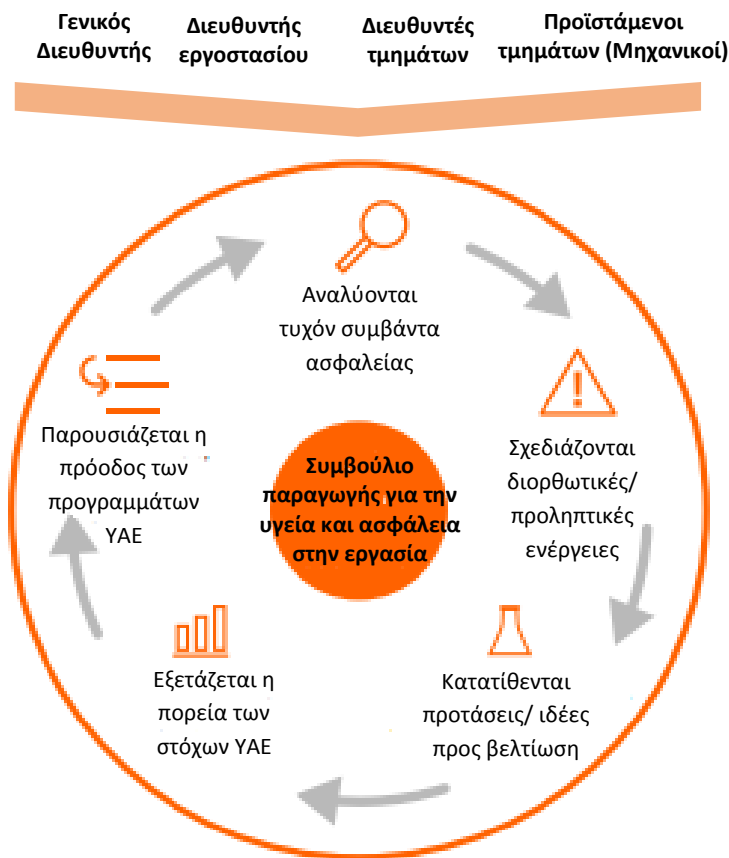 Γενικός
Διευθυντής
Διευθυντής
εργοστασίου
Διευθυντές
τμημάτων
Προϊστάμενοι
τμημάτων (Μηχανικοί)
Αναλύονται
τυχόν συμβάντα
ασφαλείας
Σχεδιάζονται
διορθωτικές/
προληπτικές
ενέργειες
Κατατίθενται
προτάσεις/ ιδέες
προς βελτίωση
Εξετάζεται η
πορεία των
στόχων ΥΑΕ
Παρουσιάζεται η
πρόοδος των
προγραμμάτων
ΥΑΕ
Συμβούλιο
παραγωγής για την
υγεία και ασφάλεια
στην εργασία